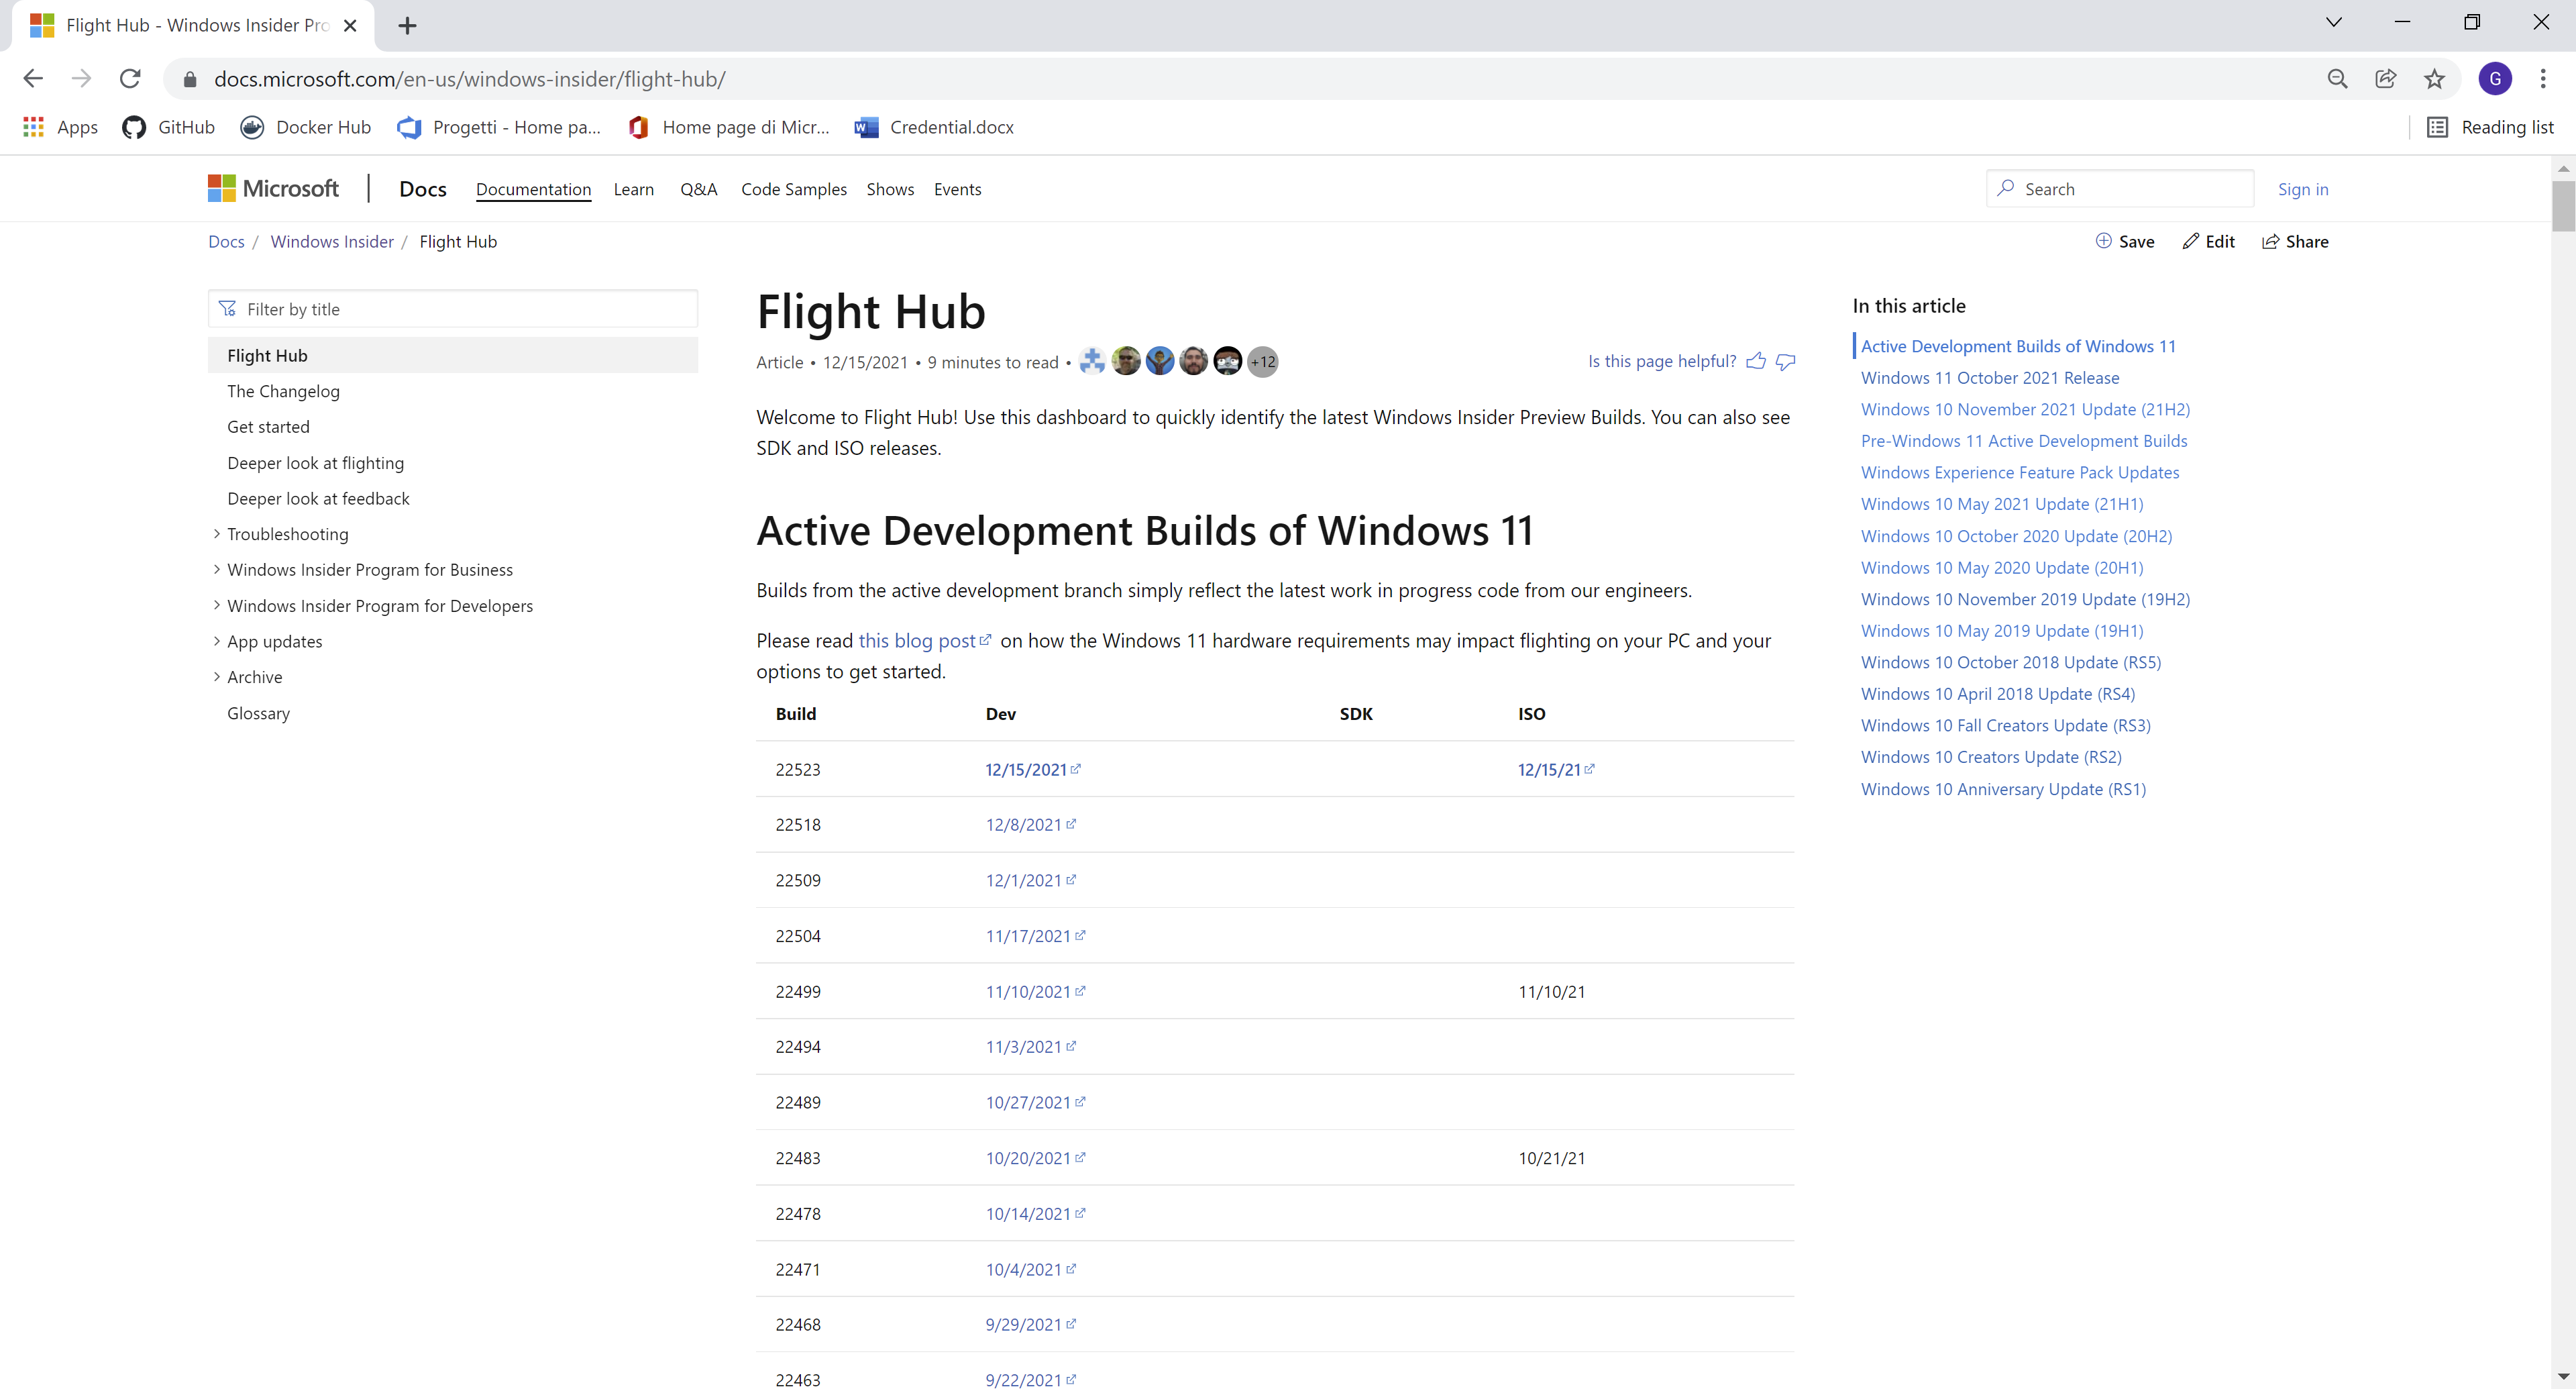 Flight Hub - Windows Insider Pro
docs.microsoft.com/en-us/windows-insider/flight-hub/
G
Apps
GitHub
Docker Hub
Progetti - Home pa...
Home page di Micr...
Credential.docx
Reading list
Microsoft
Docs
Documentation
Learn
Q&A
Code Samples
Shows
Events
Search
Sign in
Docs / Windows Insider / Flight Hub
Save
Edit
Share
Filter by title
Flight Hub
The Changelog
Get started
Deeper look at flighting
Deeper look at feedback
Troubleshooting
Windows Insider Program for Business
Windows Insider Program for Developers
App updates
Archive
Glossary
Flight Hub
Article • 12/15/2021 • 9 minutes to read • +12
Is this page helpful?
Welcome to Flight Hub! Use this dashboard to quickly identify the latest Windows Insider Preview Builds. You can also see
SDK and ISO releases.
Active Development Builds of Windows 11
Builds from the active development branch simply reflect the latest work in progress code from our engineers.
Please read this blog post on how the Windows 11 hardware requirements may impact flighting on your PC and your
options to get started.
Build Dev SDK ISO
22523 12/15/2021 12/15/21
22518 12/8/2021
22509 12/1/2021
22504 11/17/2021
22499 11/10/2021 11/10/21
22494 11/3/2021
22489 10/27/2021
22483 10/20/2021 10/21/21
22478 10/14/2021
22471 10/4/2021
22468 9/29/2021
22463 9/22/2021
In this article
Active Development Builds of Windows 11
Windows 11 October 2021 Release
Windows 10 November 2021 Update (21H2)
Pre-Windows 11 Active Development Builds
Windows Experience Feature Pack Updates
Windows 10 May 2021 Update (21H1)
Windows 10 October 2020 Update (20H2)
Windows 10 May 2020 Update (20H1)
Windows 10 November 2019 Update (19H2)
Windows 10 May 2019 Update (19H1)
Windows 10 October 2018 Update (RS5)
Windows 10 April 2018 Update (RS4)
Windows 10 Fall Creators Update (RS3)
Windows 10 Creators Update (RS2)
Windows 10 Anniversary Update (RS1)